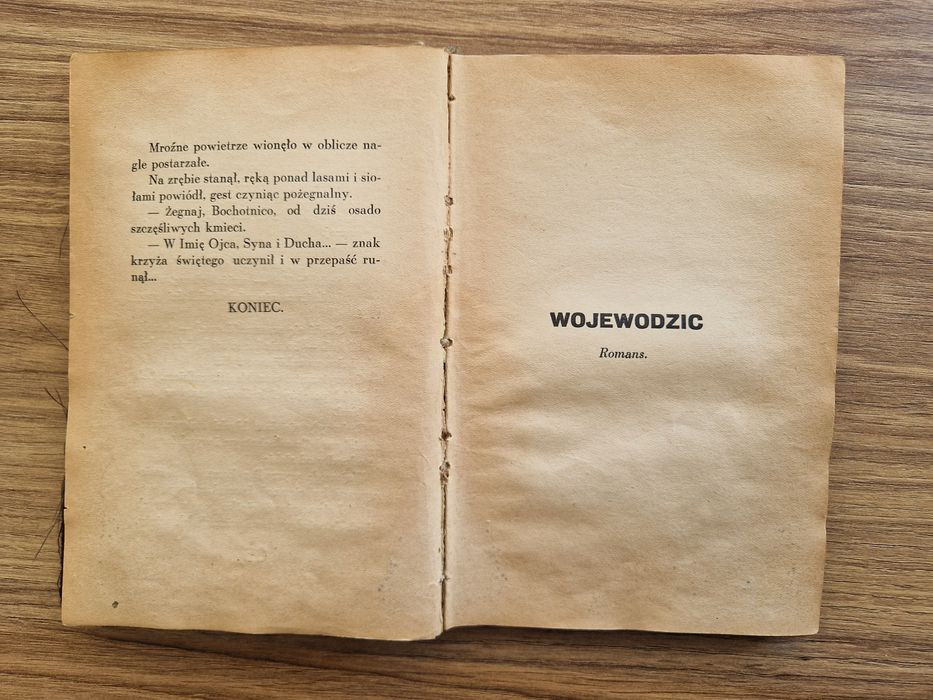 Mroźne powietrze wionęło w oblicze na-
gle postarzałe.
Na zrębie stanął, ręką ponad lasami i sio-
łami powiódł, gest czyniąc pożegnalny.
— Żegnaj, Bochotnico, od dziś osado
szczęśliwych kmieci.
— W Imię Ojca, Syna i Ducha... — znak
krzyża świętego uczynił i w przepaść ru-
nął...
KONIEC.
WOJEWODZIC
Romans.